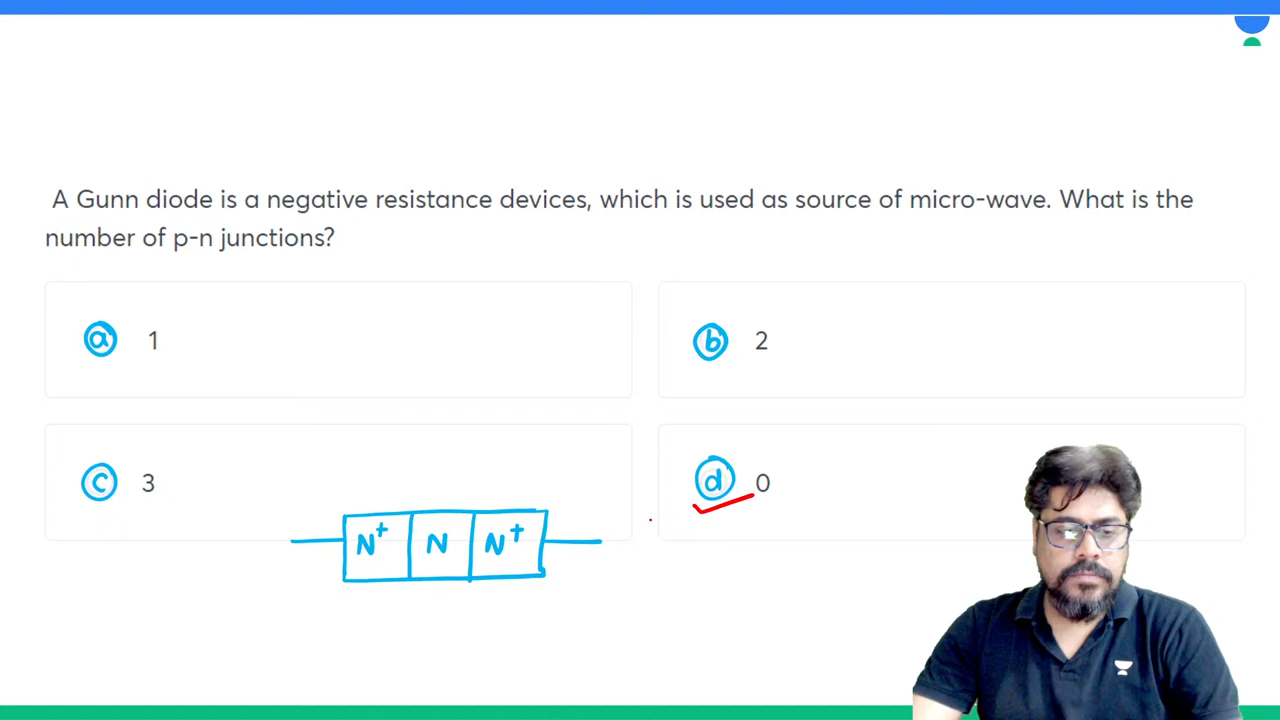 A Gunn diode is a negative resistance devices, which is used as source of micro-wave. What is the
number of p-n junctions?
a 1
b 2
c 3
d 0
N+ N N+